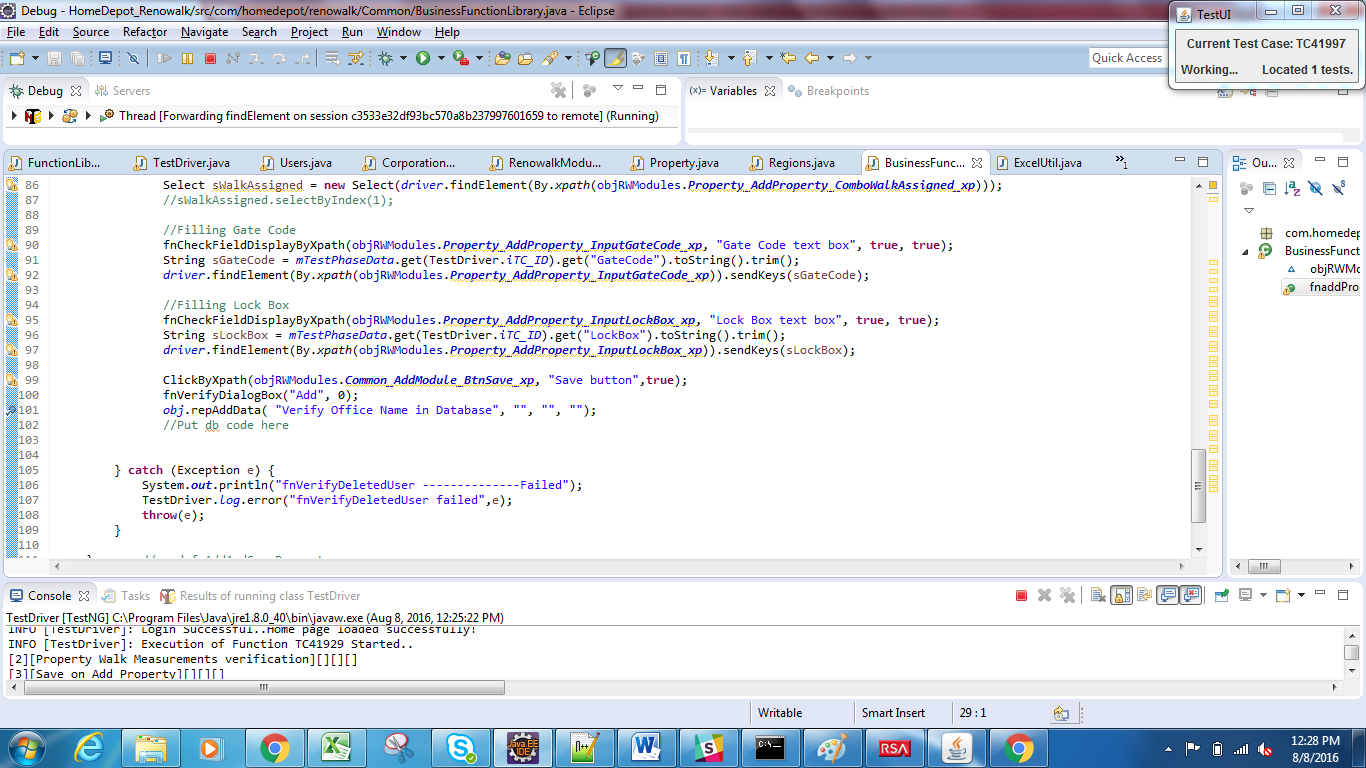 Debug - HomeDepot_Renowalk/src/com/homedepot/renowalk/Common/BusinessFunctionLibrary.java - Eclipse
TestUI
Current Test Case: TC41997
Working... Located 1 tests.
File Edit Source Refactor Navigate Search Project Run Window Help
Quick Access
Debug Servers
(x)= Variables Breakpoints
Thread [Forwarding findElement on session c3533e32df93bc570a8b237997601659 to remote] (Running)
FunctionLib... TestDriver.java Users.java Corporation... RenowalkModu... Property.java Regions.java BusinessFunc... ExcelUtil.java »1
Ou...
86 Select sWalkAssigned = new Select(driver.findElement(By.xpath(objRWModules.Property_AddProperty_ComboWalkAssigned_xp)));
87 //sWalkAssigned.selectByIndex(1);
88
89 //Filling Gate Code
90 fnCheckFieldDisplayByXpath(objRWModules.Property_AddProperty_InputGateCode_xp, "Gate Code text box", true, true);
91 String sGateCode = mTestPhaseData.get(TestDriver.iTC_ID).get("GateCode").toString().trim();
92 driver.findElement(By.xpath(objRWModules.Property_AddProperty_InputGateCode_xp)).sendKeys(sGateCode);
93
94 //Filling Lock Box
95 fnCheckFieldDisplayByXpath(objRWModules.Property_AddProperty_InputLockBox_xp, "Lock Box text box", true, true);
96 String sLockBox = mTestPhaseData.get(TestDriver.iTC_ID).get("LockBox").toString().trim();
97 driver.findElement(By.xpath(objRWModules.Property_AddProperty_InputLockBox_xp)).sendKeys(sLockBox);
98
99 ClickByXpath(objRWModules.Common_AddModule_BtnSave_xp, "Save button",true);
100 fnVerifyDialogBox("Add", 0);
101 obj.repAddData( "Verify Office Name in Database", "", "", "");
102 //Put db code here
103
104
105 } catch (Exception e) {
106 System.out.println("fnVerifyDeletedUser --------------Failed");
107 TestDriver.log.error("fnVerifyDeletedUser failed",e);
108 throw(e);
109 }
110
com.homedep
BusinessFunct
objRWMo
fnaddPro
Console Tasks Results of running class TestDriver
TestDriver [TestNG] C:\Program Files\Java\jre1.8.0_40\bin\javaw.exe (Aug 8, 2016, 12:25:22 PM)
INFO [TestDriver]: Login Successful..Home page loaded successfully!
INFO [TestDriver]: Execution of Function TC41929 Started..
[2][Property Walk Measurements verification][][][]
[3][Save on Add Property][][][]
Writable Smart Insert 29 : 1
Java EE IDE
RSA
12:28 PM
8/8/2016